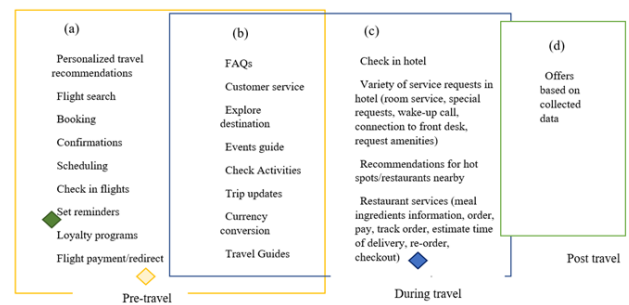 (a)
Personalized travel
recommendations
Flight search
Booking
Confirmations
Scheduling
Check in flights
Set reminders
Loyalty programs
Flight payment/redirect
(b)
FAQs
Customer service
Explore
destination
Events guide
Check Activities
Trip updates
Currency
conversion
Travel Guides
(c)
Check in hotel
Variety of service requests in
hotel (room service, special
requests, wake-up call,
connection to front desk,
request amenities)
Recommendations for hot
spots/restaurants nearby
Restaurant services (meal
ingredients information, order,
pay, track order, estimate time
of delivery, re-order,
checkout)
(d)
Offers
based on
collected
data
Pre-travel
During travel
Post travel